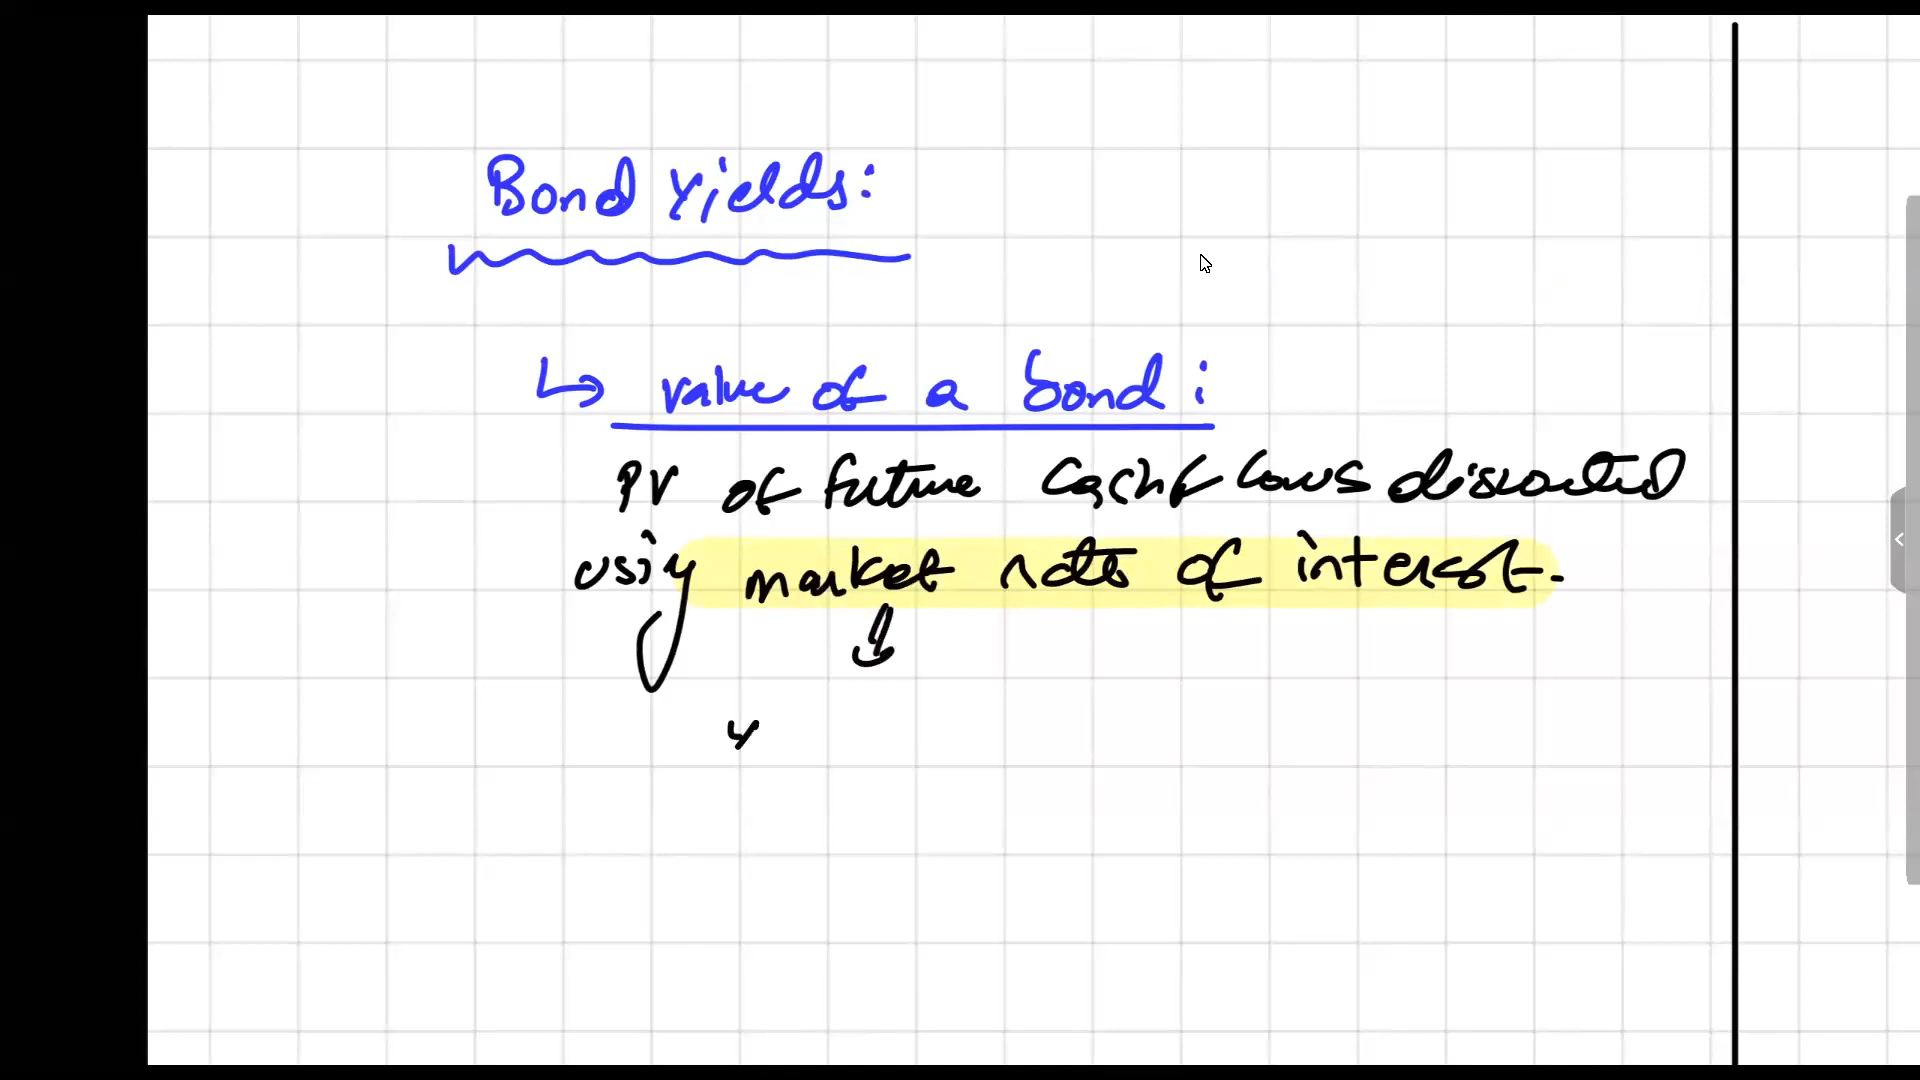 Bond Yields:
↳ value of a bond :
PV of future cashflows discounted
using market rate of interest.
Y